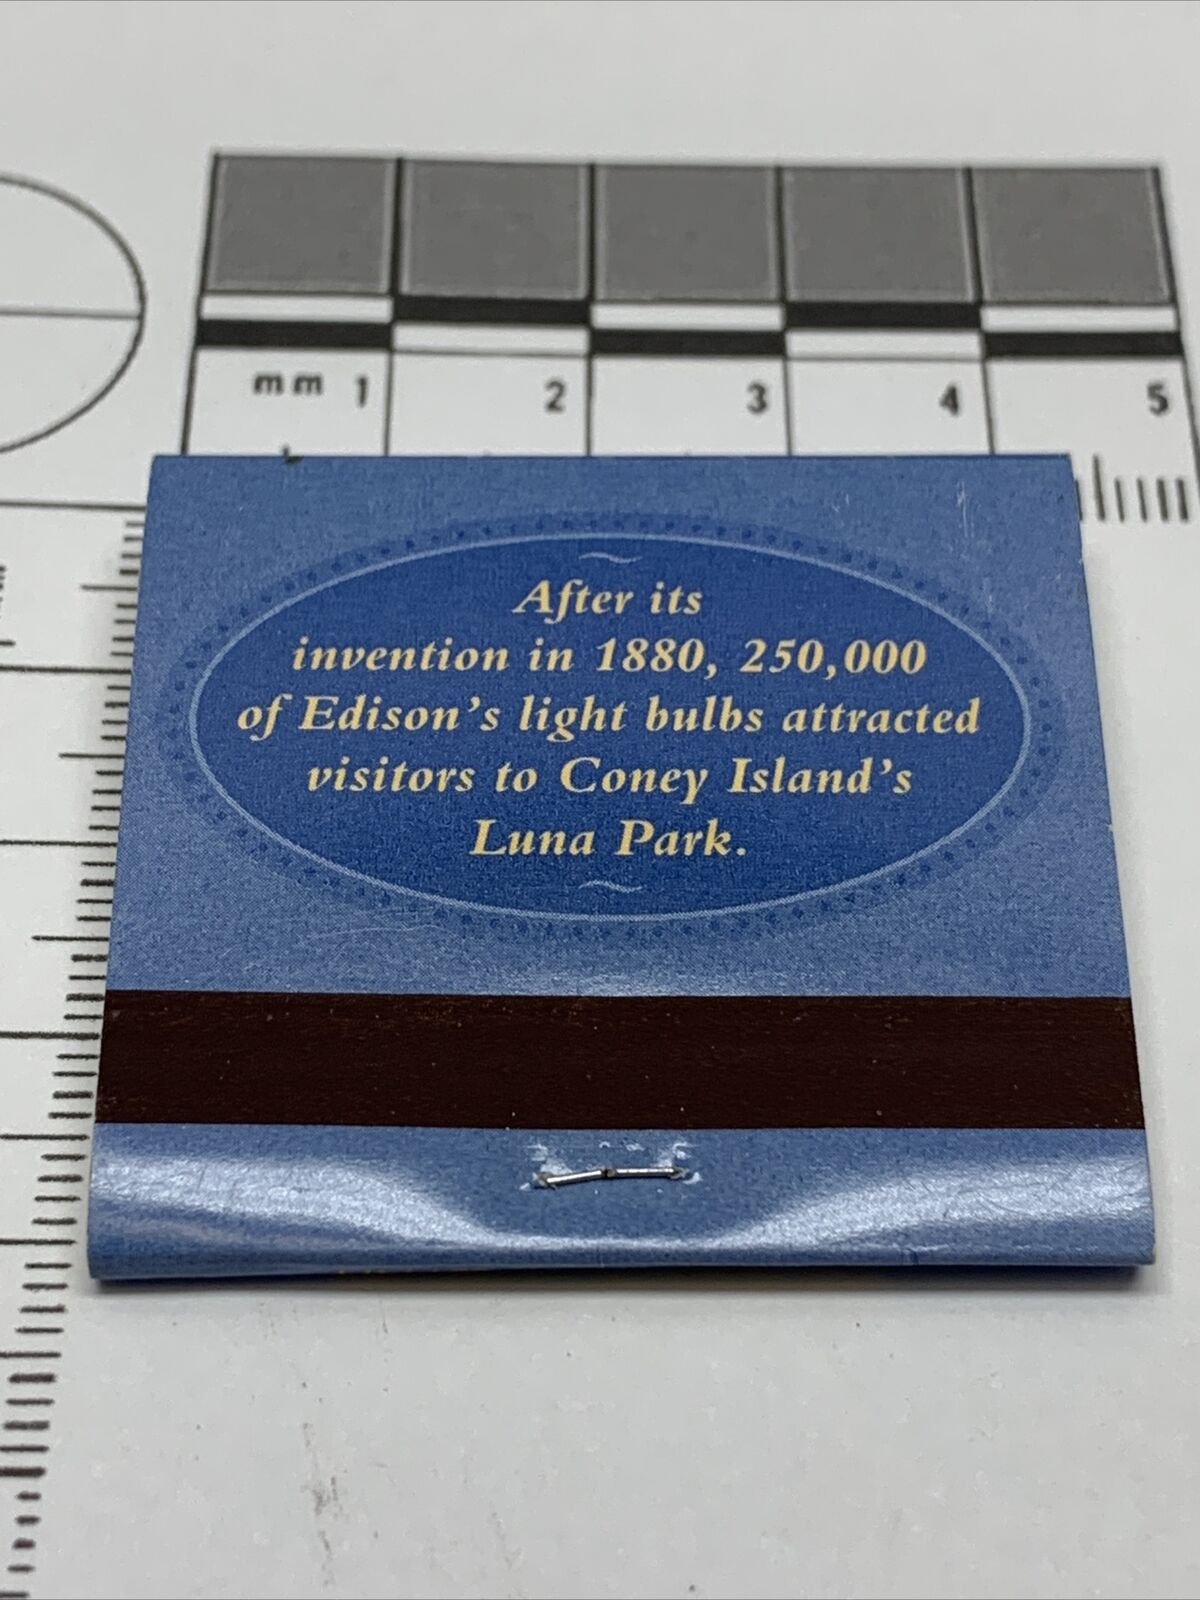 mm 1 2 3 4 5
After its
invention in 1880, 250,000
of Edison's light bulbs attracted
visitors to Coney Island's
Luna Park.